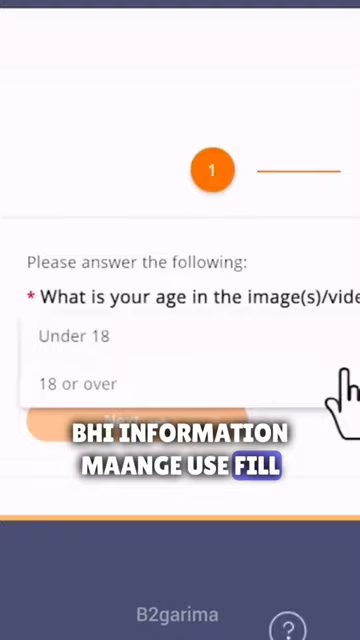 1
Please answer the following:
* What is your age in the image(s)/vide
Under 18
18 or over
Next
BHI INFORMATION
MAANGE USE FILL
B2garima
?